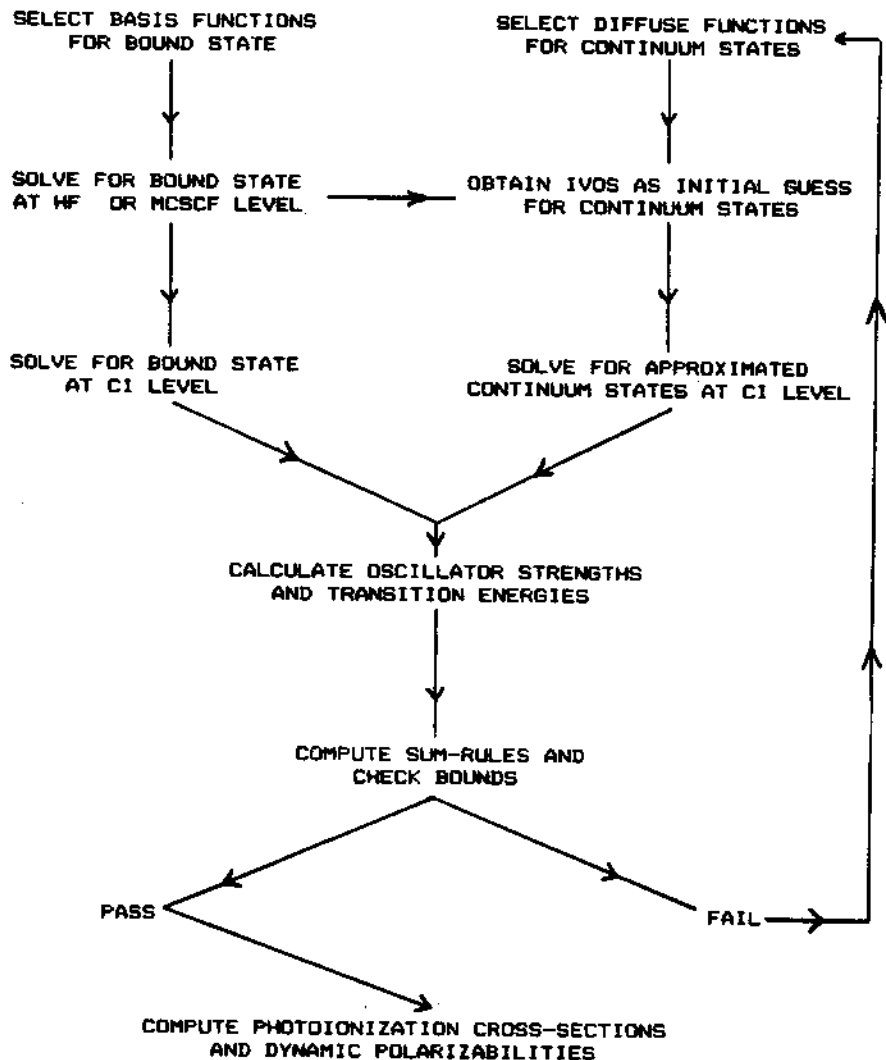 SELECT BASIS FUNCTIONS
FOR BOUND STATE
SELECT DIFFUSE FUNCTIONS
FOR CONTINUUM STATES
SOLVE FOR BOUND STATE
AT HF OR MCSCF LEVEL
OBTAIN IVOS AS INITIAL GUESS
FOR CONTINUUM STATES
SOLVE FOR BOUND STATE
AT CI LEVEL
SOLVE FOR APPROXIMATED
CONTINUUM STATES AT CI LEVEL
CALCULATE OSCILLATOR STRENGTHS
AND TRANSITION ENERGIES
COMPUTE SUM-RULES AND
CHECK BOUNDS
PASS
FAIL
COMPUTE PHOTOIONIZATION CROSS-SECTIONS
AND DYNAMIC POLARIZABILITIES